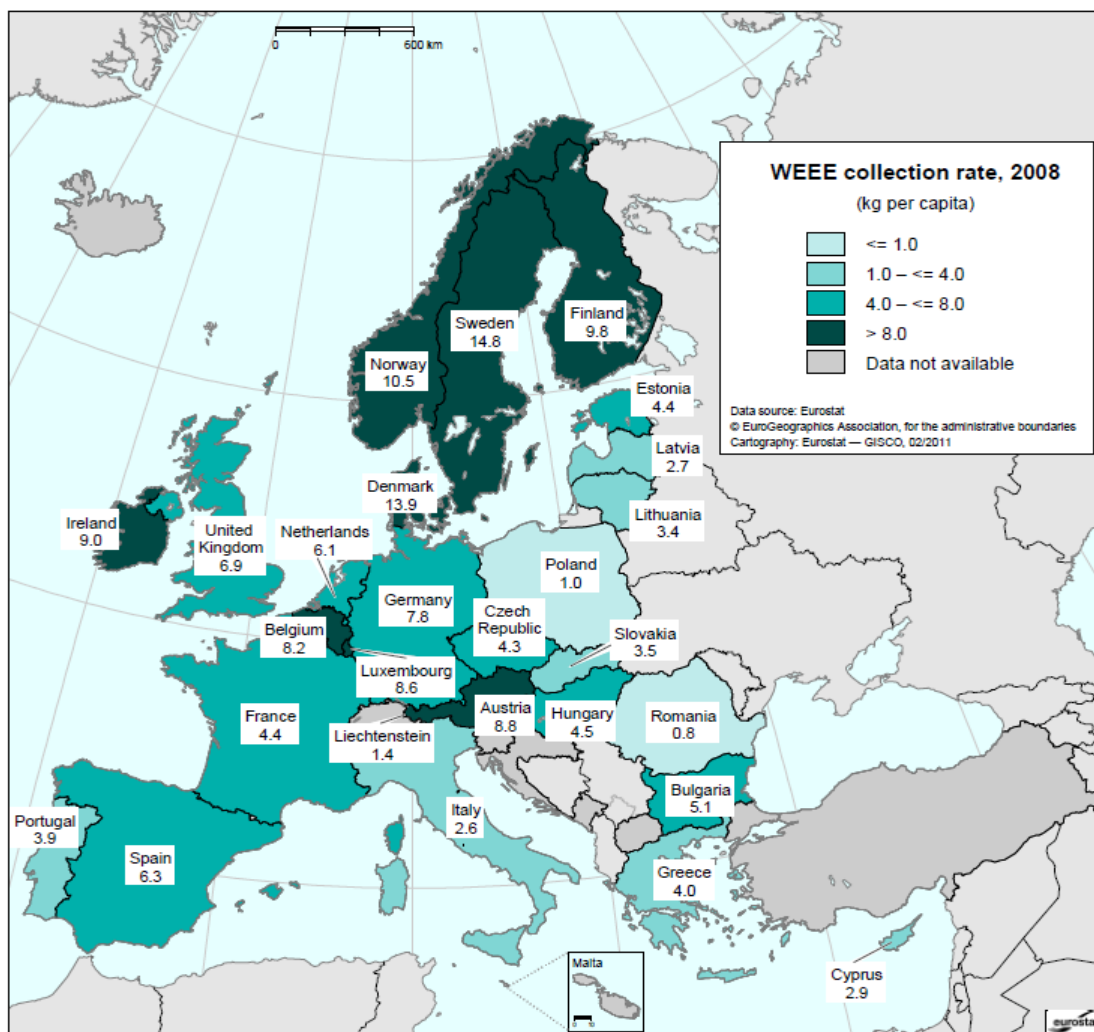 0 600 km
WEEE collection rate, 2008
(kg per capita)
<= 1.0
1.0 – <= 4.0
4.0 – <= 8.0
> 8.0
Data not available
Data source: Eurostat
© EuroGeographics Association, for the administrative boundaries
Cartography: Eurostat — GISCO, 02/2011
Finland
9.8
Sweden
14.8
Norway
10.5
Estonia
4.4
Latvia
2.7
Denmark
13.9
Lithuania
3.4
Ireland
9.0
United
Kingdom
6.9
Netherlands
6.1
Poland
1.0
Germany
7.8
Czech
Republic
4.3
Belgium
8.2
Slovakia
3.5
Luxembourg
8.6
Austria
8.8
Hungary
4.5
France
4.4
Romania
0.8
Liechtenstein
1.4
Bulgaria
5.1
Italy
2.6
Portugal
3.9
Spain
6.3
Greece
4.0
Malta
Cyprus
2.9
eurostat